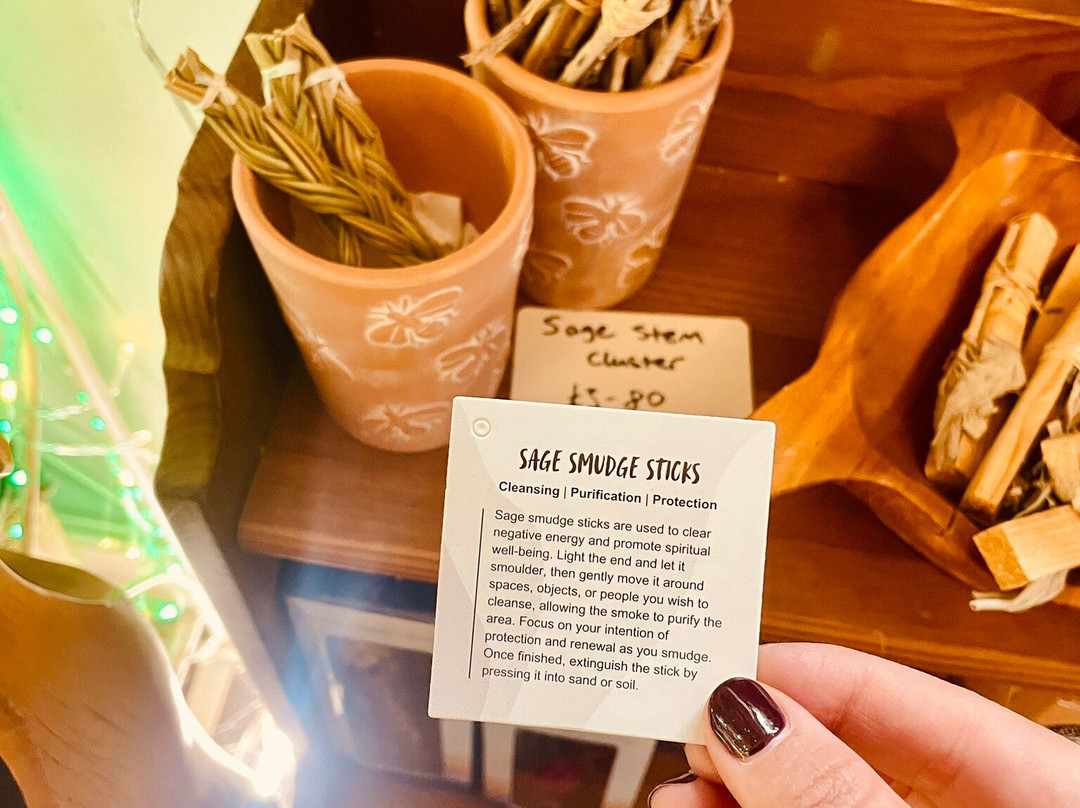 Sage Stem
Cluster
SAGE SMUDGE STICKS
Cleansing | Purification | Protection
Sage smudge sticks are used to clear
negative energy and promote spiritual
well-being. Light the end and let it
smoulder, then gently move it around
spaces, objects, or people you wish to
cleanse, allowing the smoke to purify the
area. Focus on your intention of
protection and renewal as you smudge.
Once finished, extinguish the stick by
pressing it into sand or soil.